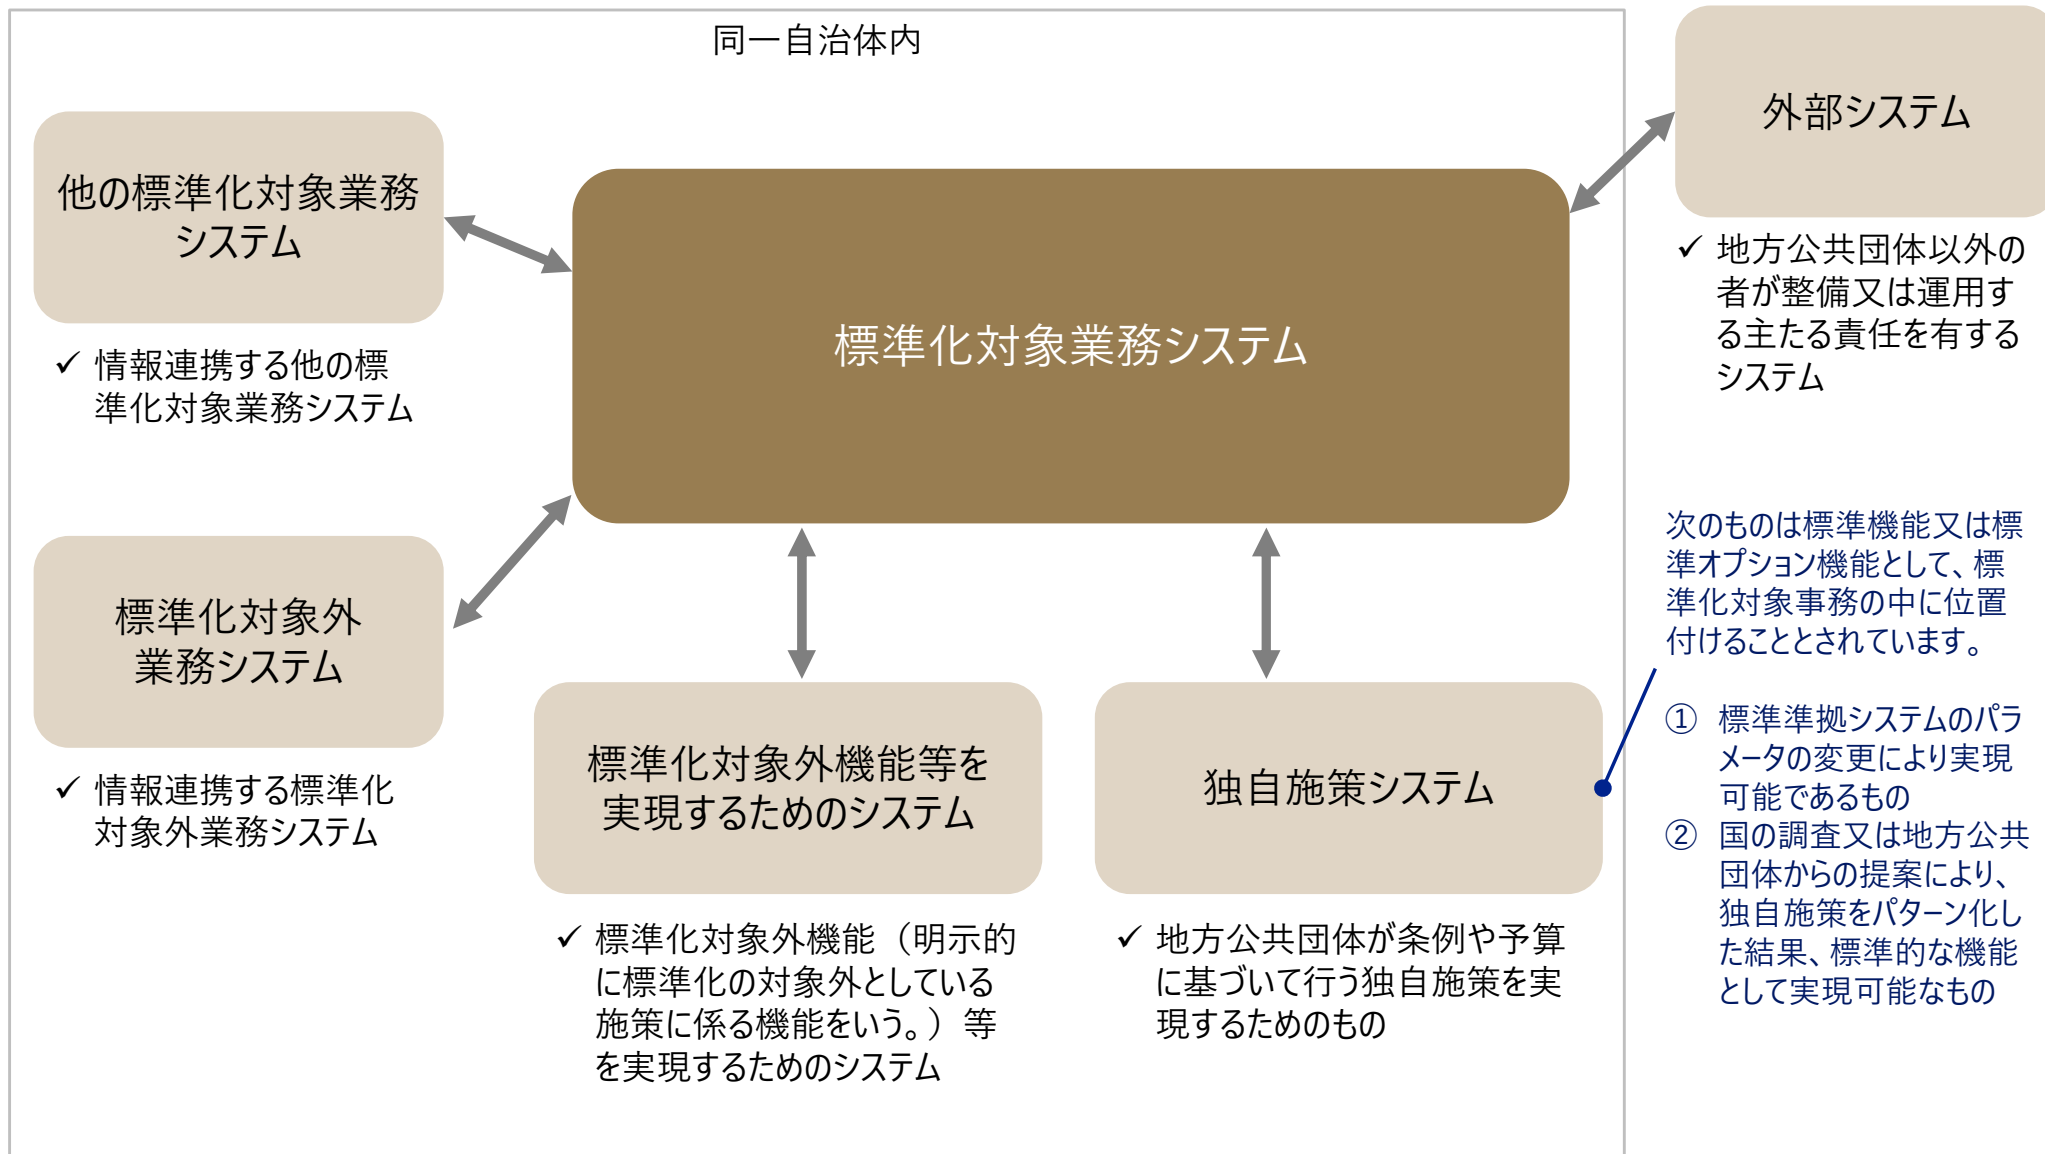 同一自治体内
外部システム
✓ 地方公共団体以外の
者が整備又は運用す
る主たる責任を有する
システム
他の標準化対象業務
システム
✓ 情報連携する他の標
準化対象業務システム
標準化対象業務システム
標準化対象外
業務システム
✓ 情報連携する標準化
対象外業務システム
標準化対象外機能等を
実現するためのシステム
✓ 標準化対象外機能（明示的
に標準化の対象外としている
施策に係る機能をいう。）等
を実現するためのシステム
独自施策システム
✓ 地方公共団体が条例や予算
に基づいて行う独自施策を実
現するためのもの
次のものは標準機能又は標
準オプション機能として、標
準化対象事務の中に位置
付けることとされています。
① 標準準拠システムのパラ
メータの変更により実現
可能であるもの
② 国の調査又は地方公共
団体からの提案により、
独自施策をパターン化し
た結果、標準的な機能
として実現可能なもの